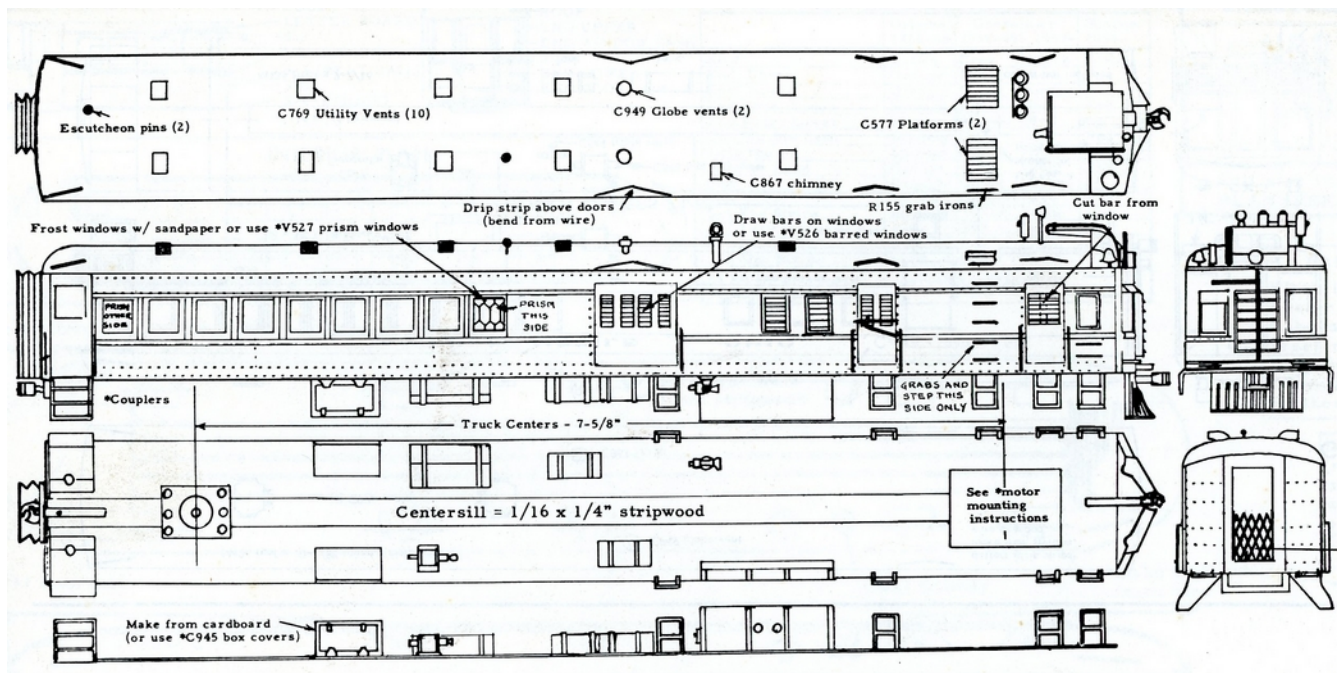 Escutcheon pins (2)
C769 Utility Vents (10)
C949 Globe vents (2)
C577 Platforms (2)
C867 chimney
Drip strip above doors
(bend from wire)
R155 grab irons
Cut bar from
window
Frost windows w/ sandpaper or use *V527 prism windows
Draw bars on windows
or use *V526 barred windows
PRISM
OTHER
SIDE
PRISM
THIS
SIDE
GRABS AND
STEP THIS
SIDE ONLY
*Couplers
Truck Centers - 7-5/8"
Centersill = 1/16 x 1/4" stripwood
See *motor
mounting
instructions
Make from cardboard
(or use *C945 box covers)